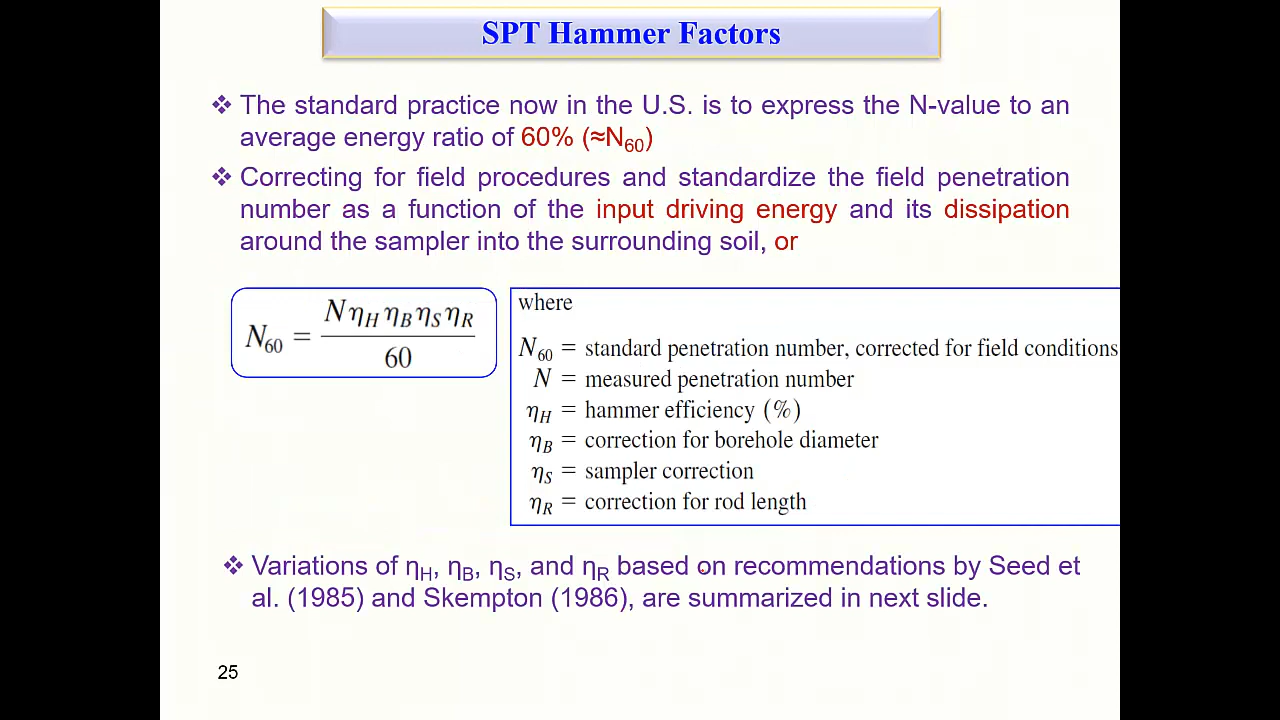 SPT Hammer Factors
❖ The standard practice now in the U.S. is to express the N-value to an
average energy ratio of 60% (≈N60)
❖ Correcting for field procedures and standardize the field penetration
number as a function of the input driving energy and its dissipation
around the sampler into the surrounding soil, or
N60 = NηHηBηSηR / 60
where
N60 = standard penetration number, corrected for field conditions
N = measured penetration number
ηH = hammer efficiency (%)
ηB = correction for borehole diameter
ηS = sampler correction
ηR = correction for rod length
❖ Variations of ηH, ηB, ηS, and ηR based on recommendations by Seed et
al. (1985) and Skempton (1986), are summarized in next slide.
25